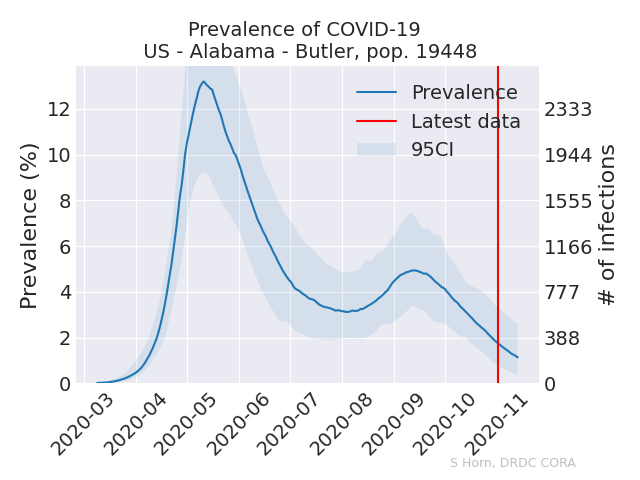 Prevalence of COVID-19
US - Alabama - Butler, pop. 19448
Prevalence
Latest data
95CI
Prevalence (%)
12
10
8
6
4
2
0
2333
1944
1555
1166
777
388
0
# of infections
2020-03
2020-04
2020-05
2020-06
2020-07
2020-08
2020-09
2020-10
2020-11
S Horn, DRDC CORA